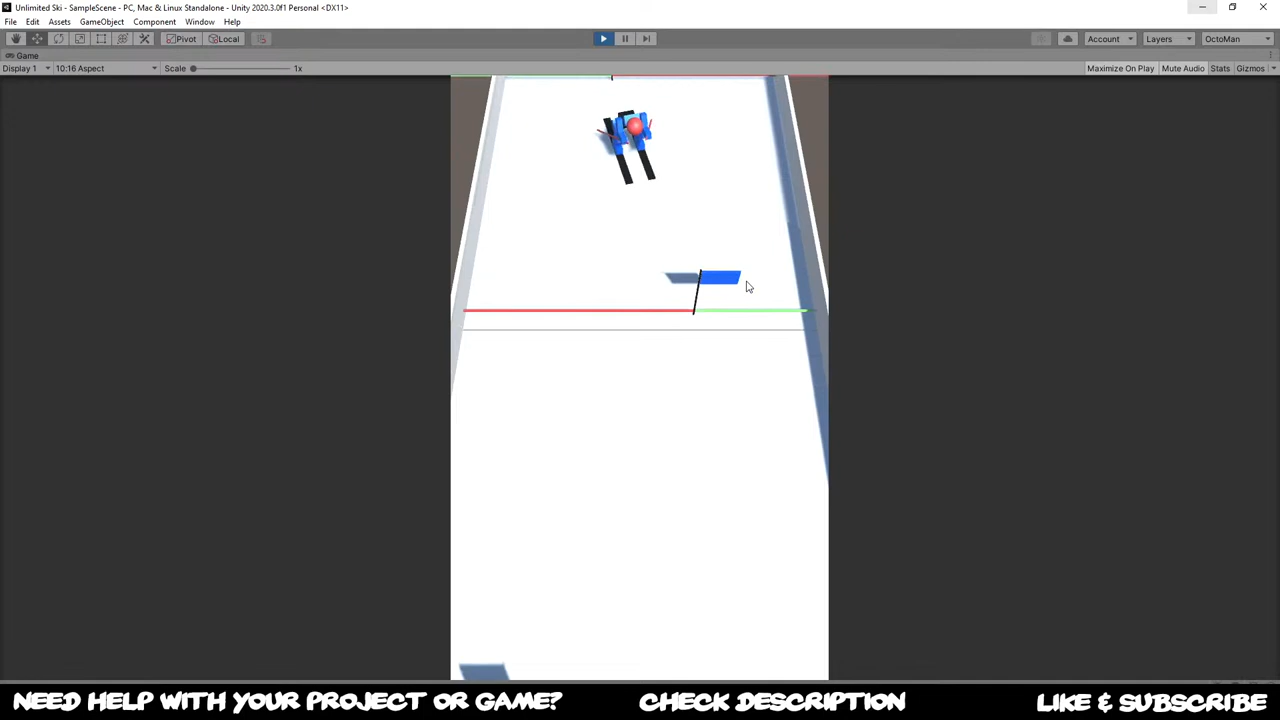 Unlimited Ski - SampleScene - PC, Mac & Linux Standalone - Unity 2020.3.0f1 Personal <DX11>
File Edit Assets GameObject Component Window Help
Pivot Local Account Layers OctoMan
Game
Display 1 10:16 Aspect Scale 1x Maximize On Play Mute Audio Stats Gizmos
NEED HELP WITH YOUR PROJECT OR GAME? CHECK DESCRIPTION LIKE & SUBSCRIBE